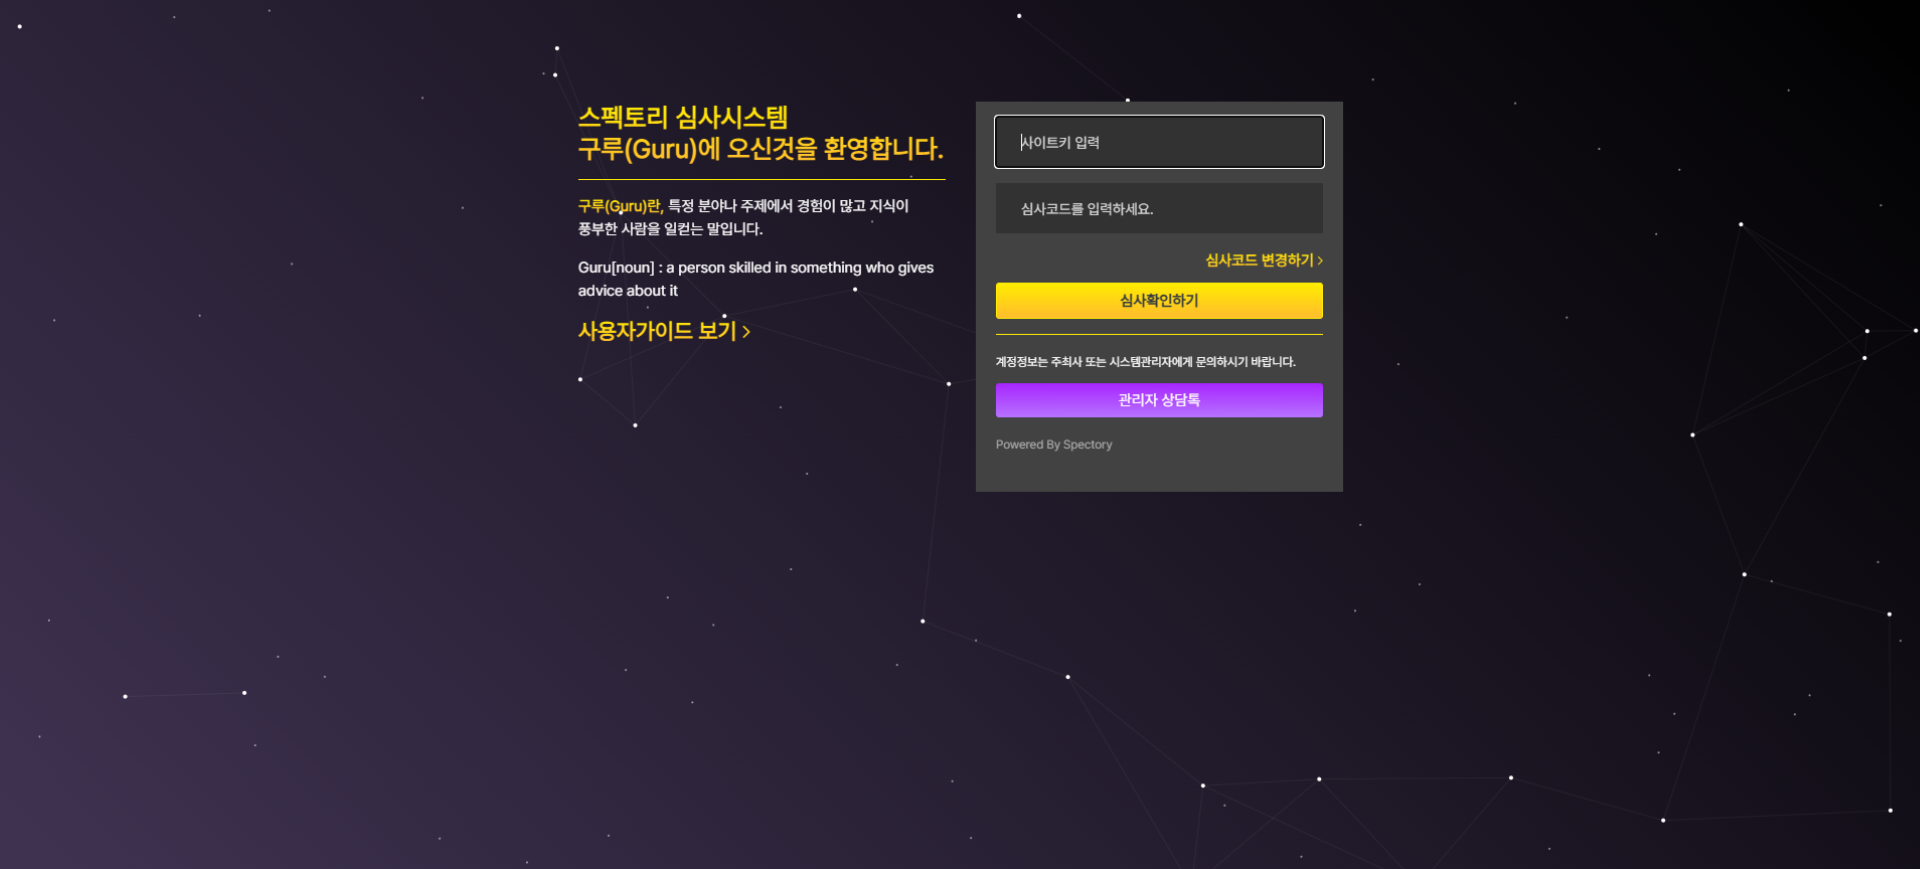 스펙토리 심사시스템
구루(Guru)에 오신것을 환영합니다.
구루(Guru)란, 특정 분야나 주제에서 경험이 많고 지식이
풍부한 사람을 일컫는 말입니다.
Guru[noun] : a person skilled in something who gives
advice about it
사용자가이드 보기 >
사이트키 입력
심사코드를 입력하세요.
심사코드 변경하기 >
심사확인하기
계정정보는 주최사 또는 시스템관리자에게 문의하시기 바랍니다.
관리자 상담톡
Powered By Spectory